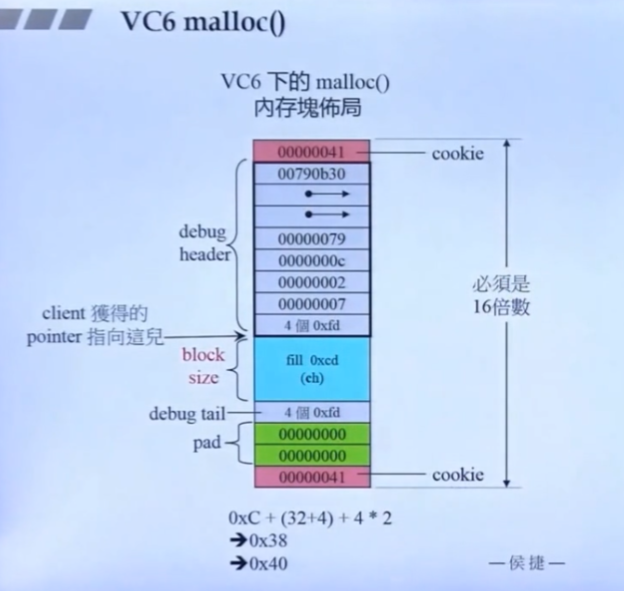 VC6 malloc()
VC6 下的 malloc()
內存塊佈局
00000041
cookie
00790b30
debug
header
00000079
0000000c
00000002
00000007
4 個 0xfd
必須是
16倍數
client 獲得的
pointer 指向這兒
block
size
fill 0xcd
(ch)
debug tail
4 個 0xfd
pad
00000000
00000000
00000041
cookie
0xC + (32+4) + 4 * 2
➔0x38
➔0x40
—侯捷—